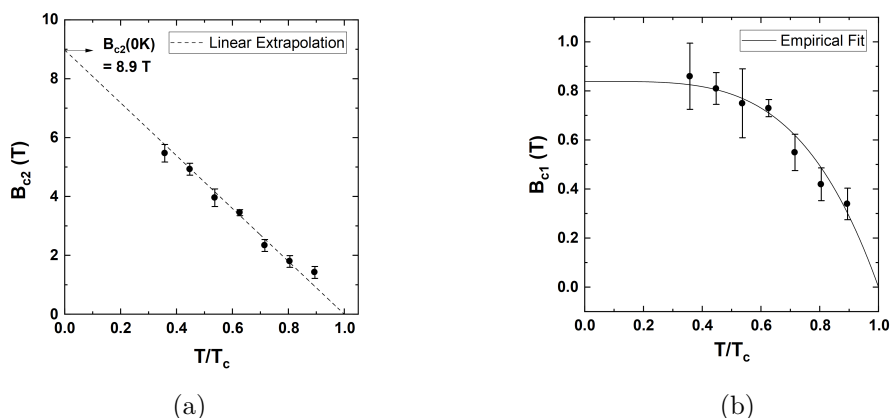 10
8
6
4
2
0
0.0 0.2 0.4 0.6 0.8 1.0
B_c2 (T)
T/T_c
B_c2(0K)
= 8.9 T
Linear Extrapolation
(a)
1.0
0.8
0.6
0.4
0.2
0.0
0.0 0.2 0.4 0.6 0.8 1.0
B_c1 (T)
T/T_c
Empirical Fit
(b)